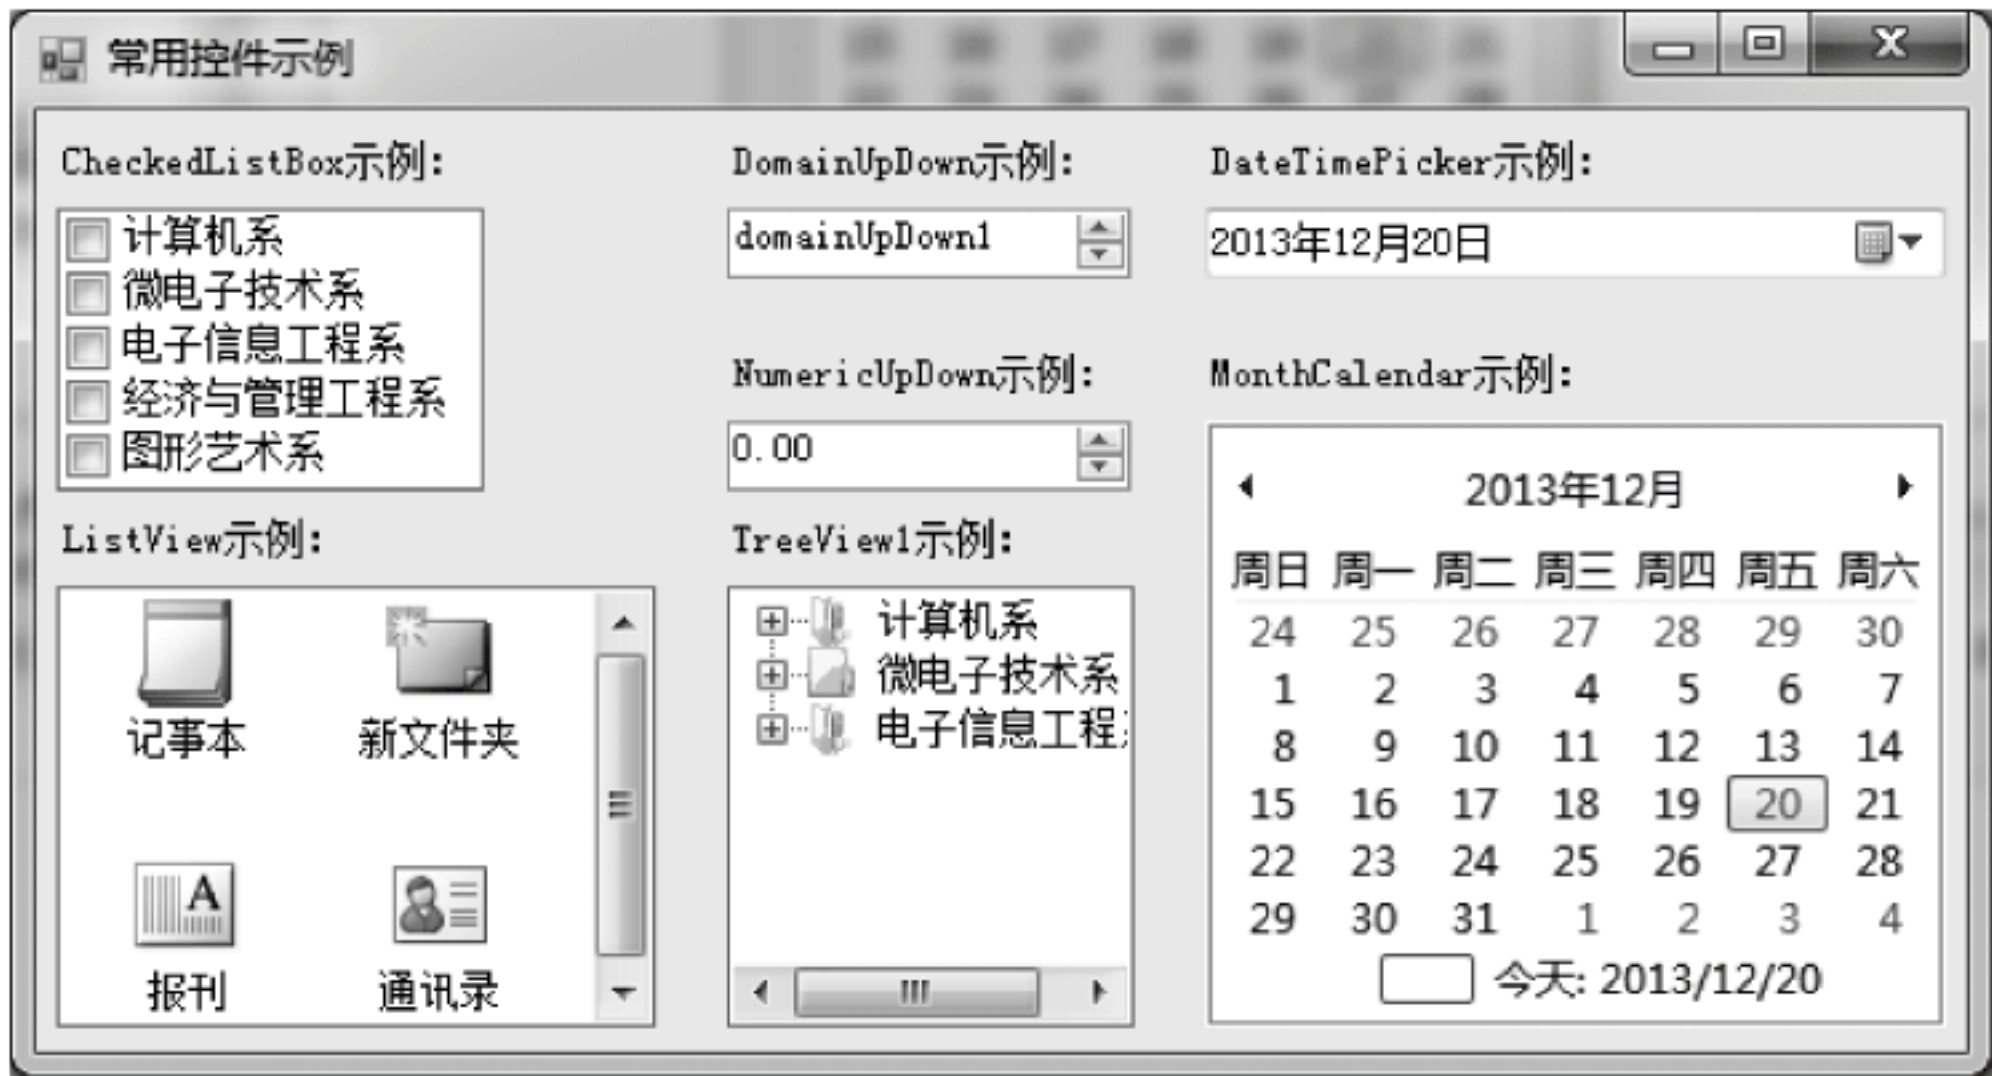 常用控件示例
CheckedListBox示例:
计算机系
微电子技术系
电子信息工程系
经济与管理工程系
图形艺术系
ListView示例:
记事本 新文件夹
报刊 通讯录
DomainUpDown示例:
domainUpDown1
NumericUpDown示例:
0.00
TreeView1示例:
计算机系
微电子技术系
电子信息工程
DateTimePicker示例:
2013年12月20日
MonthCalendar示例:
2013年12月
周日 周一 周二 周三 周四 周五 周六
24 25 26 27 28 29 30
1 2 3 4 5 6 7
8 9 10 11 12 13 14
15 16 17 18 19 20 21
22 23 24 25 26 27 28
29 30 31 1 2 3 4
今天: 2013/12/20